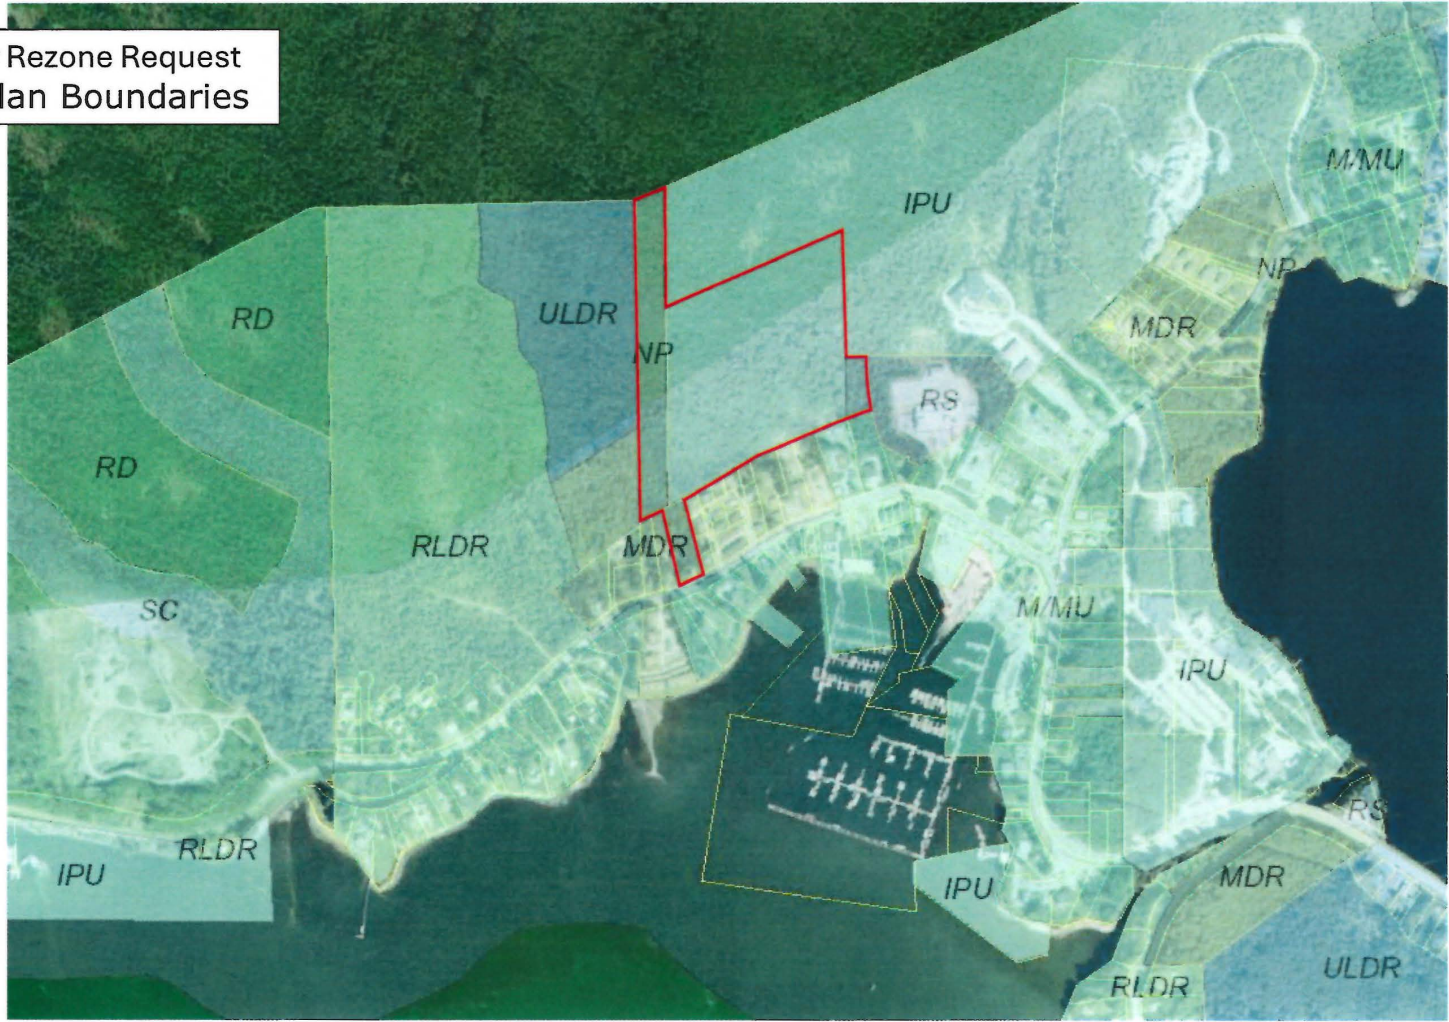 Rezone Request
lan Boundaries
M/MU
IPU
NP
RD
ULDR
MDR
NP
RS
RD
RLDR
MDR
SC
M/MU
IPU
RS
RLDR
IPU
IPU
MDR
ULDR
RLDR